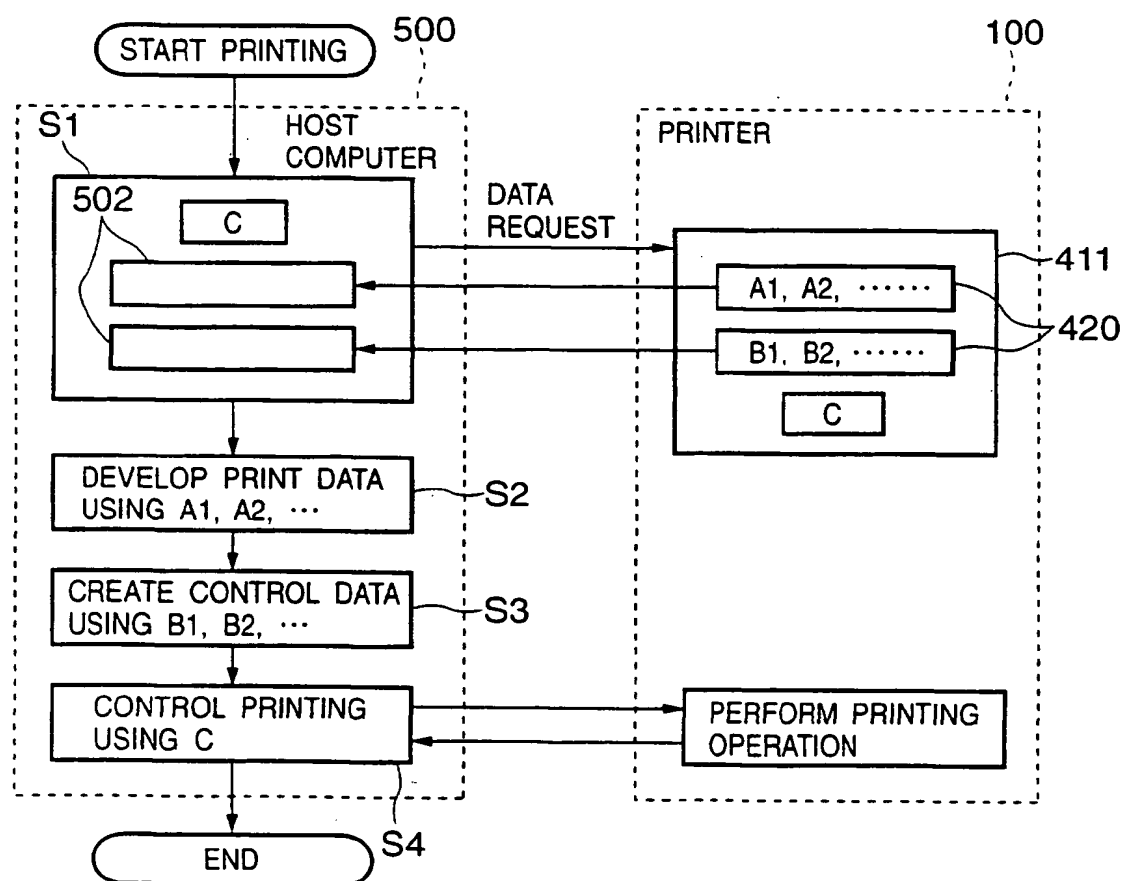 START PRINTING
500
100
S1
HOST
COMPUTER
PRINTER
502
C
DATA
REQUEST
411
A1, A2, ······
420
B1, B2, ······
C
DEVELOP PRINT DATA
USING A1, A2, ···
S2
CREATE CONTROL DATA
USING B1, B2, ···
S3
CONTROL PRINTING
USING C
PERFORM PRINTING
OPERATION
S4
END